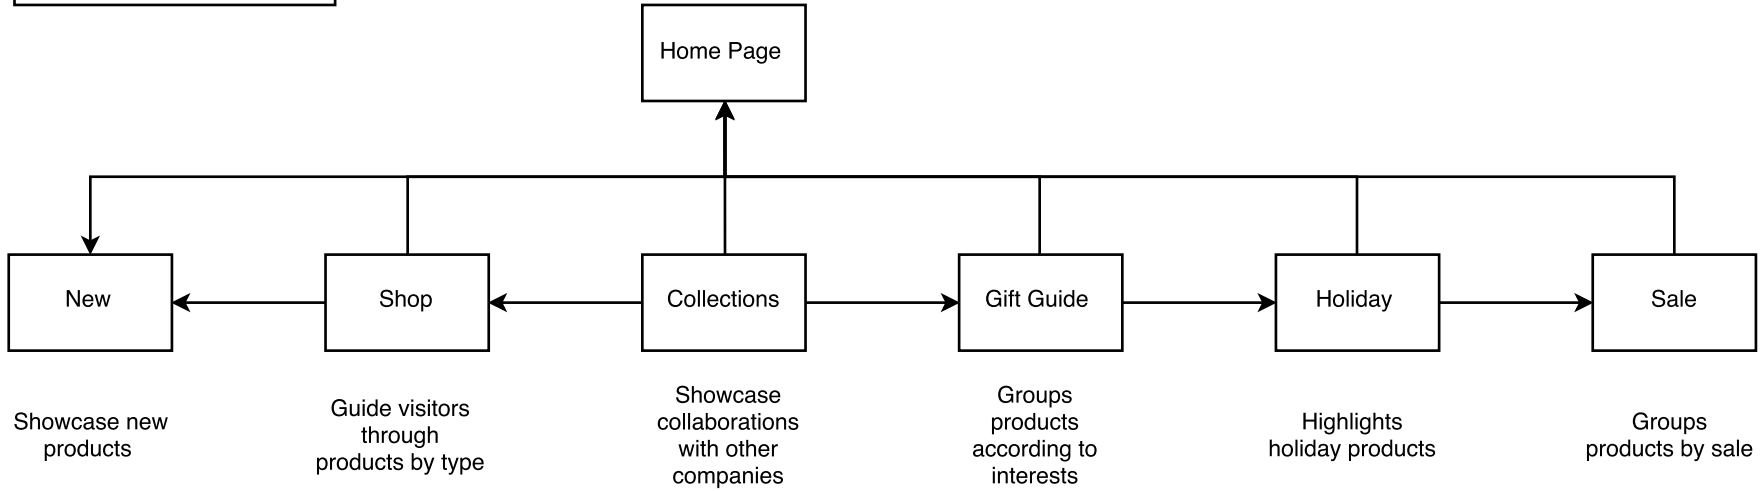 Home Page
New
Shop
Collections
Gift Guide
Holiday
Sale
Showcase new
products
Guide visitors
through
products by type
Showcase
collaborations
with other
companies
Groups
products
according to
interests
Highlights
holiday products
Groups
products by sale